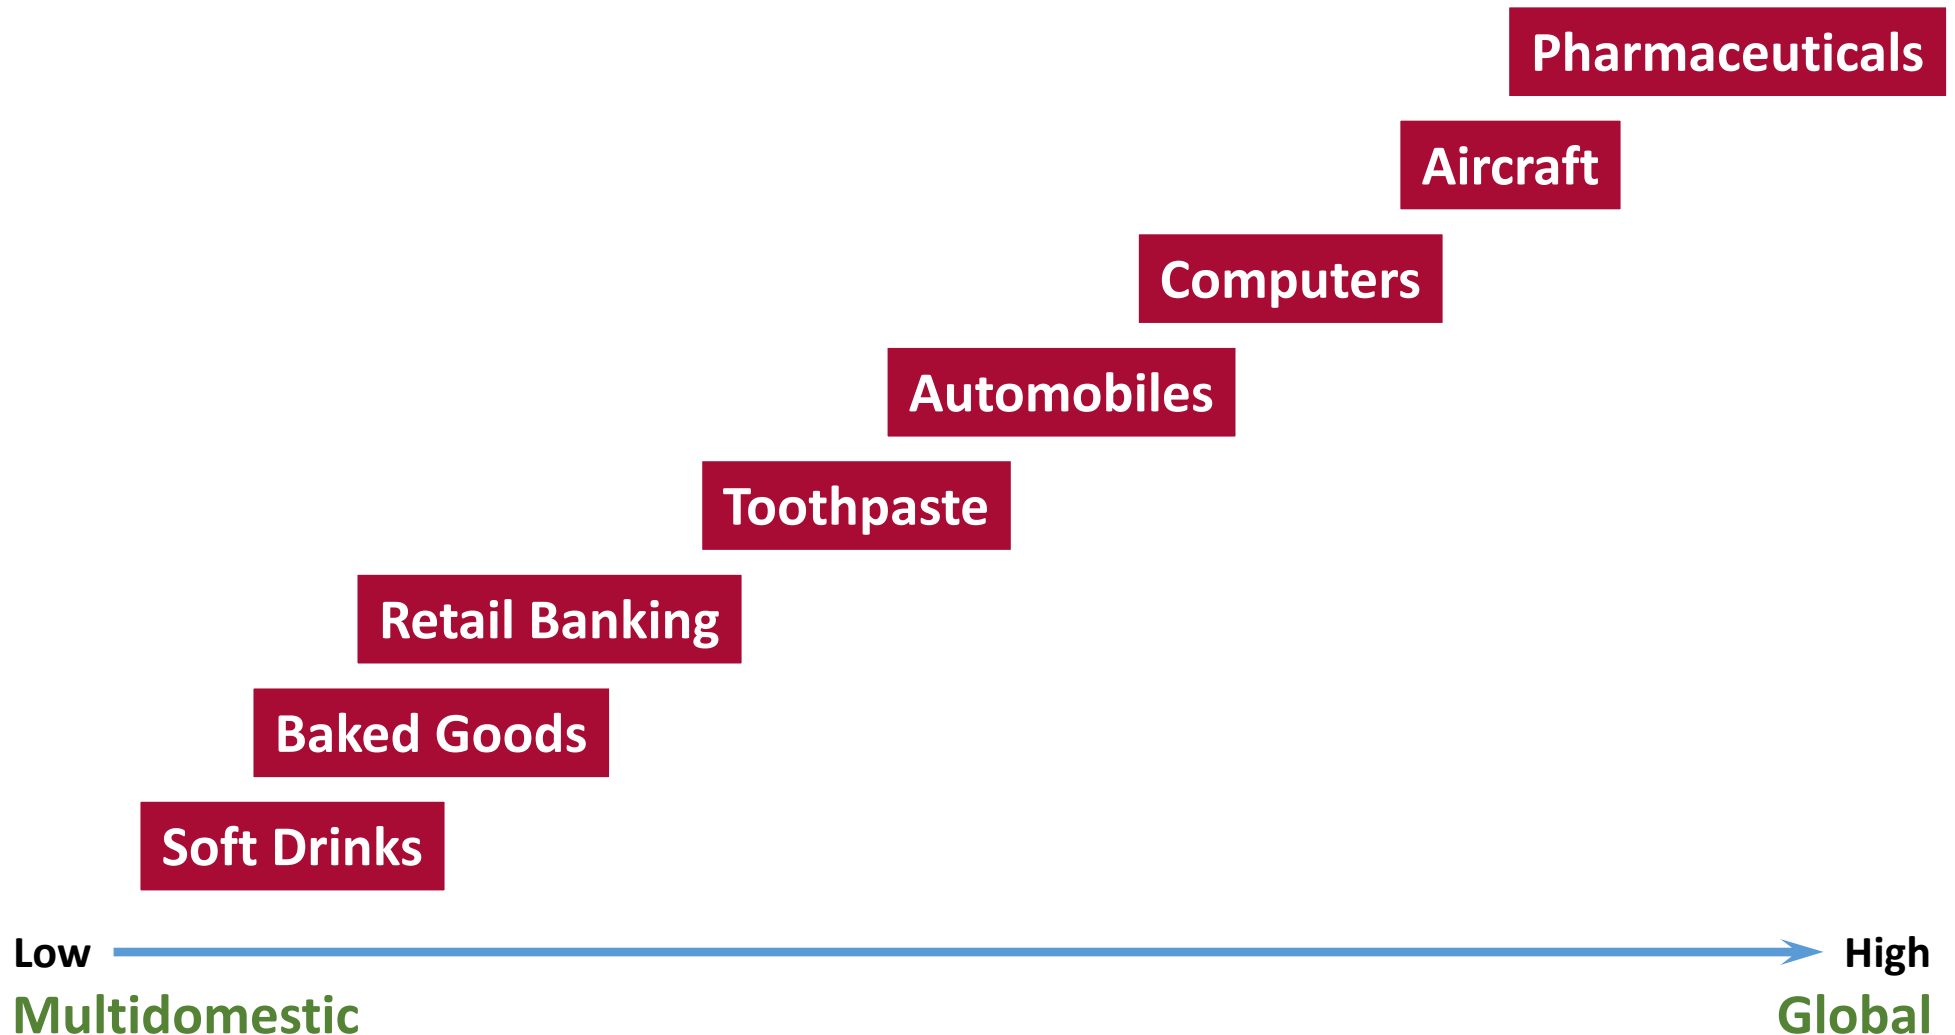 Pharmaceuticals
Aircraft
Computers
Automobiles
Toothpaste
Retail Banking
Baked Goods
Soft Drinks
Low High
Multidomestic Global